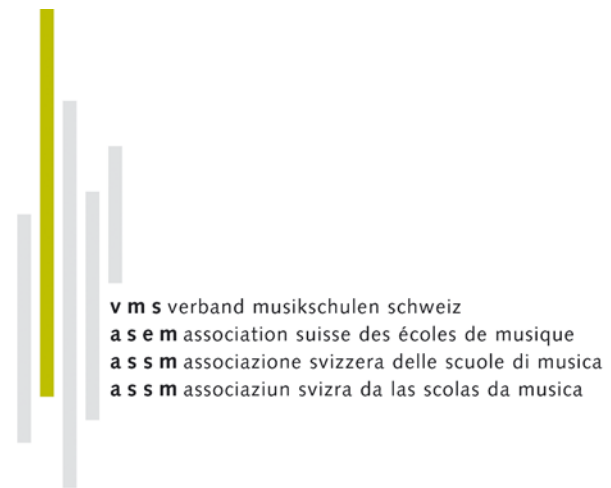 v m s verband musikschulen schweiz
a s e m association suisse des écoles de musique
a s s m associazione svizzera delle scuole di musica
a s s m associaziun svizra da las scolas da musica